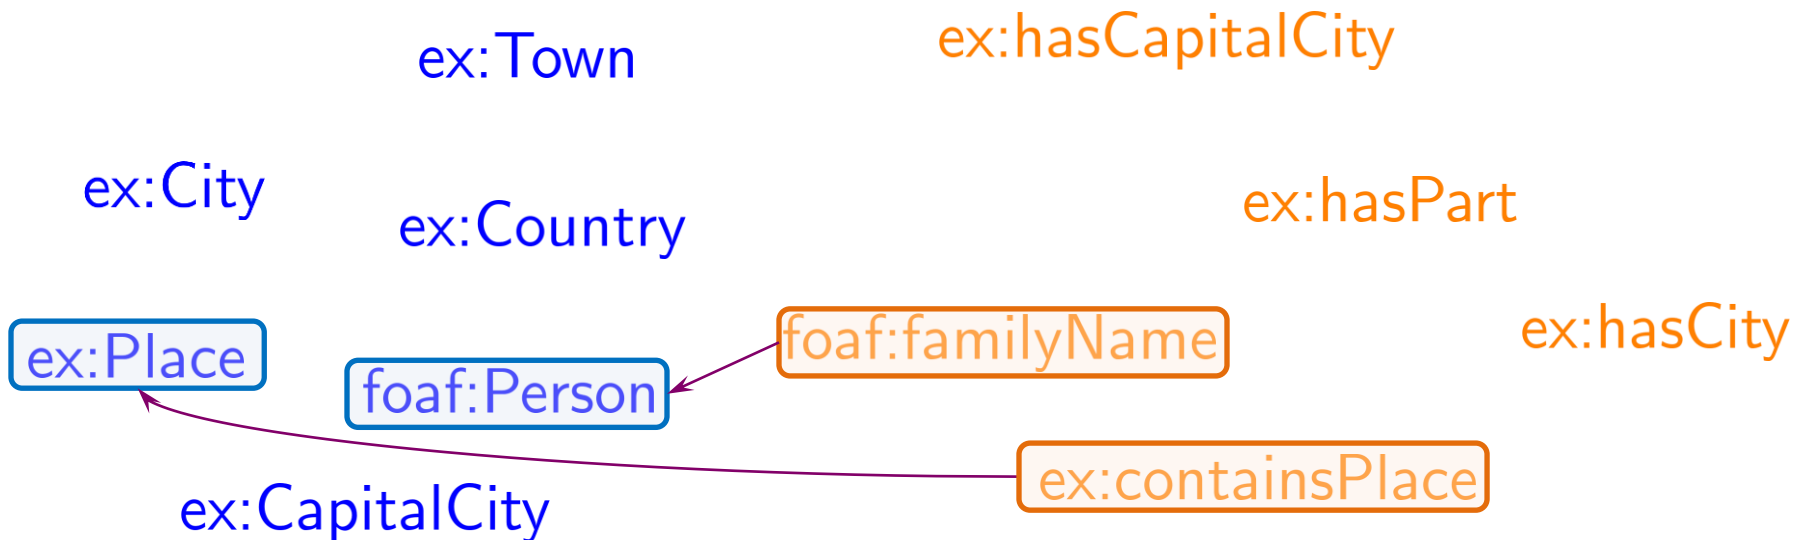 ex:hasCapitalCity
ex:Town
ex:City
ex:hasPart
ex:Country
ex:hasCity
foaf:familyName
ex:Place
foaf:Person
ex:containsPlace
ex:CapitalCity